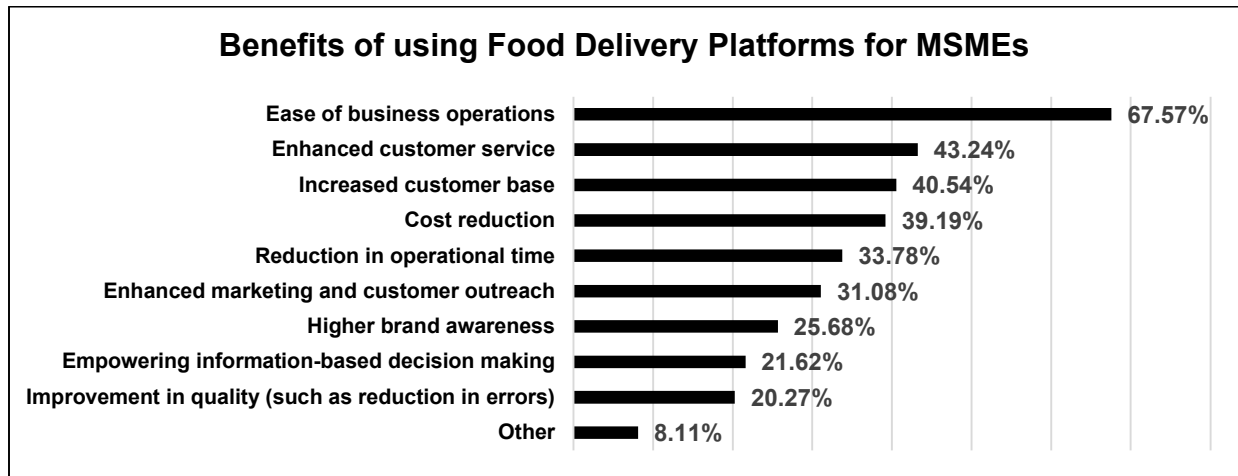 Benefits of using Food Delivery Platforms for MSMEs
Ease of business operations 67.57%
Enhanced customer service 43.24%
Increased customer base 40.54%
Cost reduction 39.19%
Reduction in operational time 33.78%
Enhanced marketing and customer outreach 31.08%
Higher brand awareness 25.68%
Empowering information-based decision making 21.62%
Improvement in quality (such as reduction in errors) 20.27%
Other 8.11%